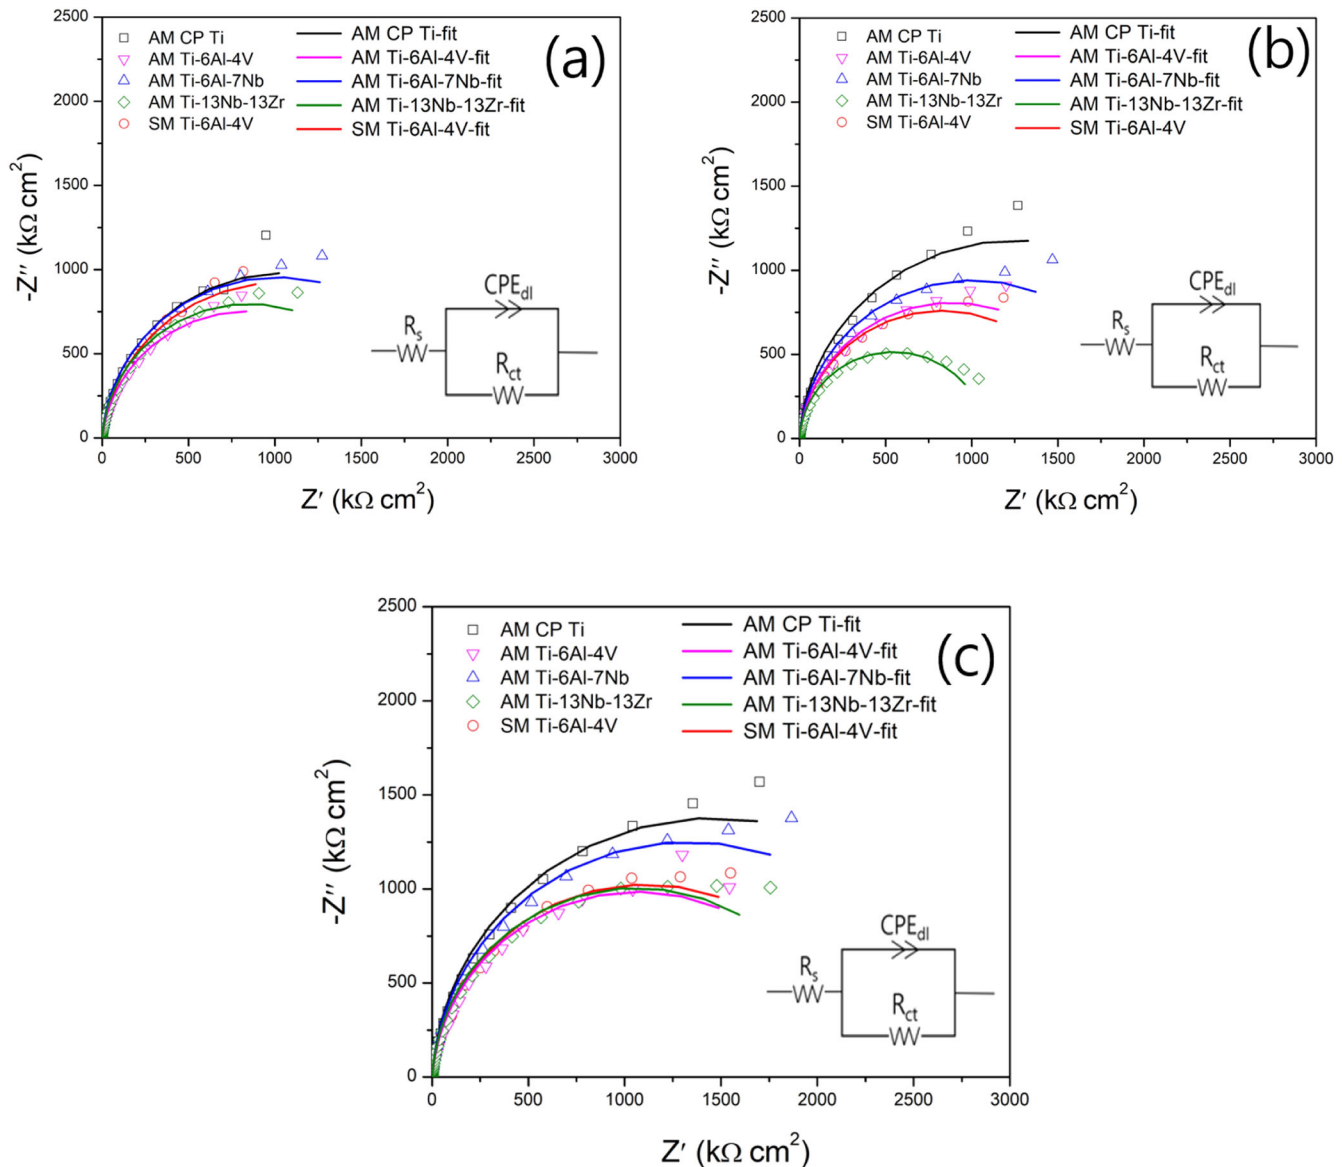 (a)
AM CP Ti
AM Ti-6Al-4V
AM Ti-6Al-7Nb
AM Ti-13Nb-13Zr
SM Ti-6Al-4V
AM CP Ti-fit
AM Ti-6Al-4V-fit
AM Ti-6Al-7Nb-fit
AM Ti-13Nb-13Zr-fit
SM Ti-6Al-4V-fit
2500
2000
1500
1000
500
0
-Z″ (kΩ cm²)
CPEdl
Rs
Rct
0 500 1000 1500 2000 2500 3000
Z′ (kΩ cm²)
(b)
AM CP Ti
AM Ti-6Al-4V
AM Ti-6Al-7Nb
AM Ti-13Nb-13Zr
SM Ti-6Al-4V
AM CP Ti-fit
AM Ti-6Al-4V-fit
AM Ti-6Al-7Nb-fit
AM Ti-13Nb-13Zr-fit
SM Ti-6Al-4V
2500
2000
1500
1000
500
0
-Z″ (kΩ cm²)
CPEdl
Rs
Rct
0 500 1000 1500 2000 2500 3000
Z′ (kΩ cm²)
(c)
AM CP Ti
AM Ti-6Al-4V
AM Ti-6Al-7Nb
AM Ti-13Nb-13Zr
SM Ti-6Al-4V
AM CP Ti-fit
AM Ti-6Al-4V-fit
AM Ti-6Al-7Nb-fit
AM Ti-13Nb-13Zr-fit
SM Ti-6Al-4V-fit
2500
2000
1500
1000
500
0
-Z″ (kΩ cm²)
CPEdl
Rs
Rct
0 500 1000 1500 2000 2500 3000
Z′ (kΩ cm²)